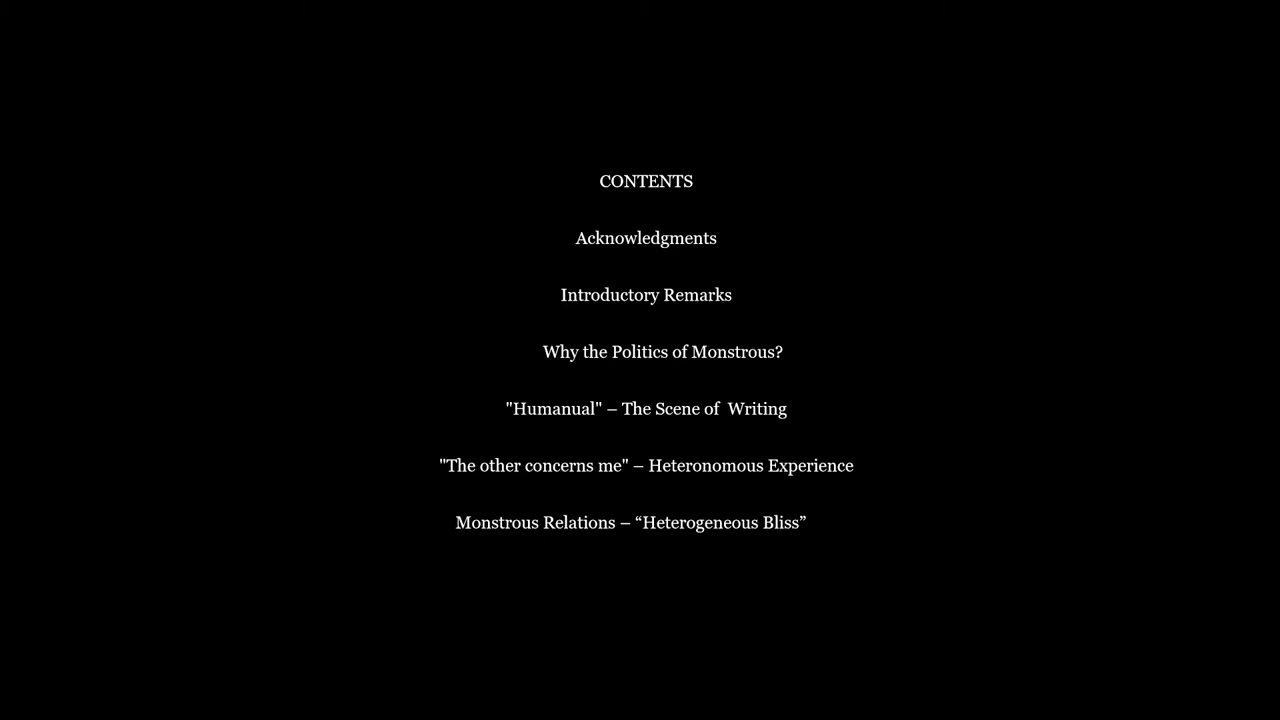 CONTENTS
Acknowledgments
Introductory Remarks
Why the Politics of Monstrous?
"Humanual" – The Scene of  Writing
"The other concerns me" – Heteronomous Experience
Monstrous Relations – “Heterogeneous Bliss”